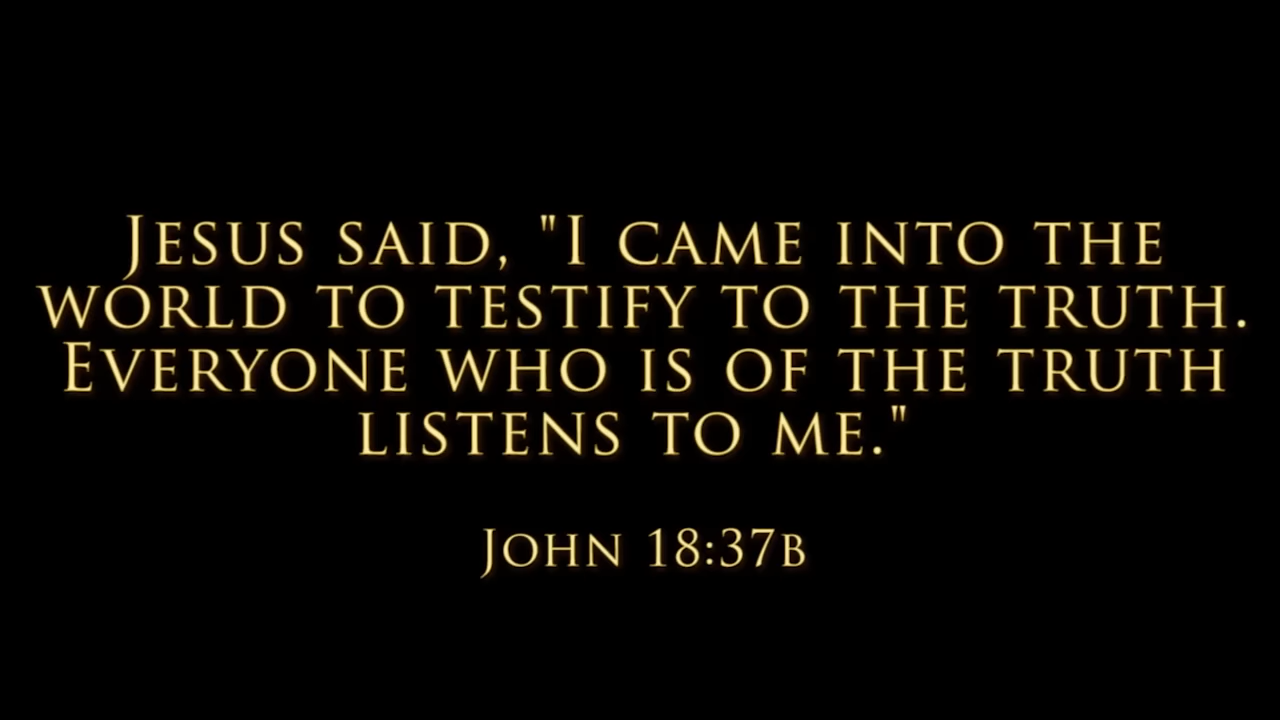 Jesus said, "I came into the
world to testify to the truth.
Everyone who is of the truth
listens to me."
John 18:37b